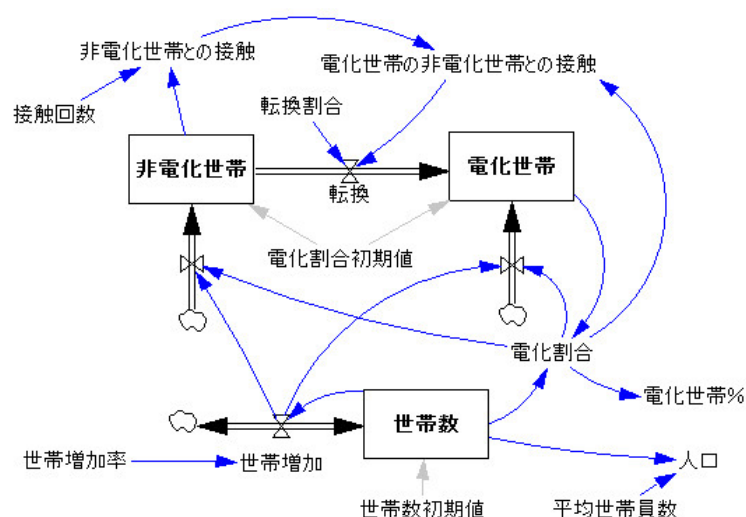 非電化世帯との接触
電化世帯の非電化世帯との接触
接触回数
転換割合
非電化世帯
電化世帯
転換
電化割合初期値
電化割合
電化世帯%
世帯数
世帯増加率
世帯増加
人口
世帯数初期値
平均世帯員数